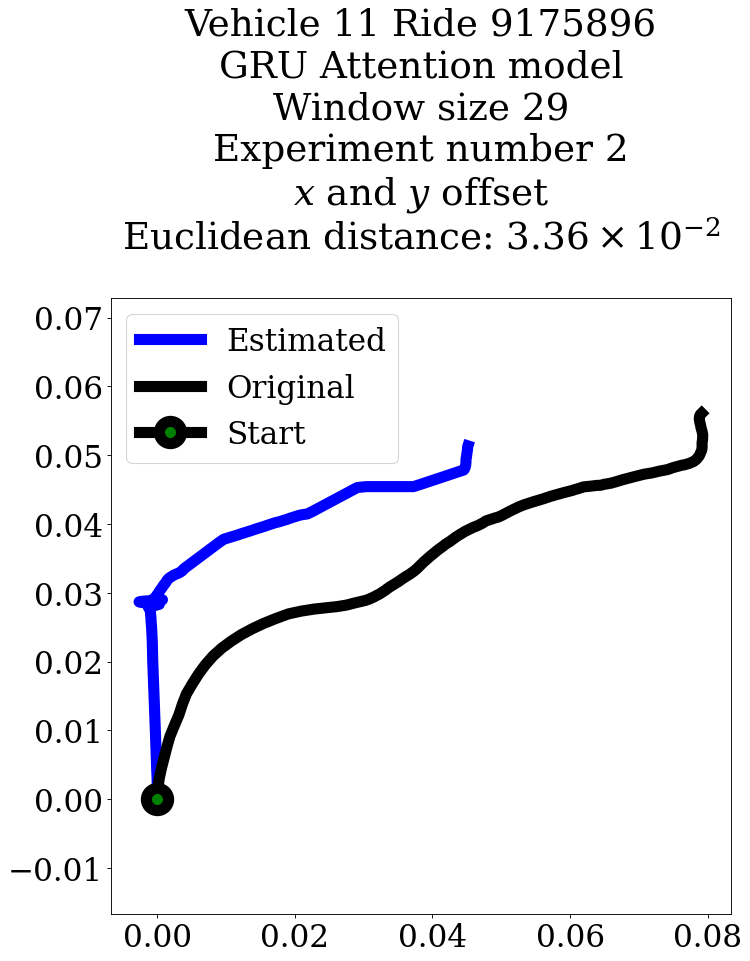 Vehicle 11 Ride 9175896
GRU Attention model
Window size 29
Experiment number 2
x and y offset
Euclidean distance: 3.36 × 10⁻²
0.07
0.06
0.05
0.04
0.03
0.02
0.01
0.00
−0.01
Estimated
Original
Start
0.00 0.02 0.04 0.06 0.08